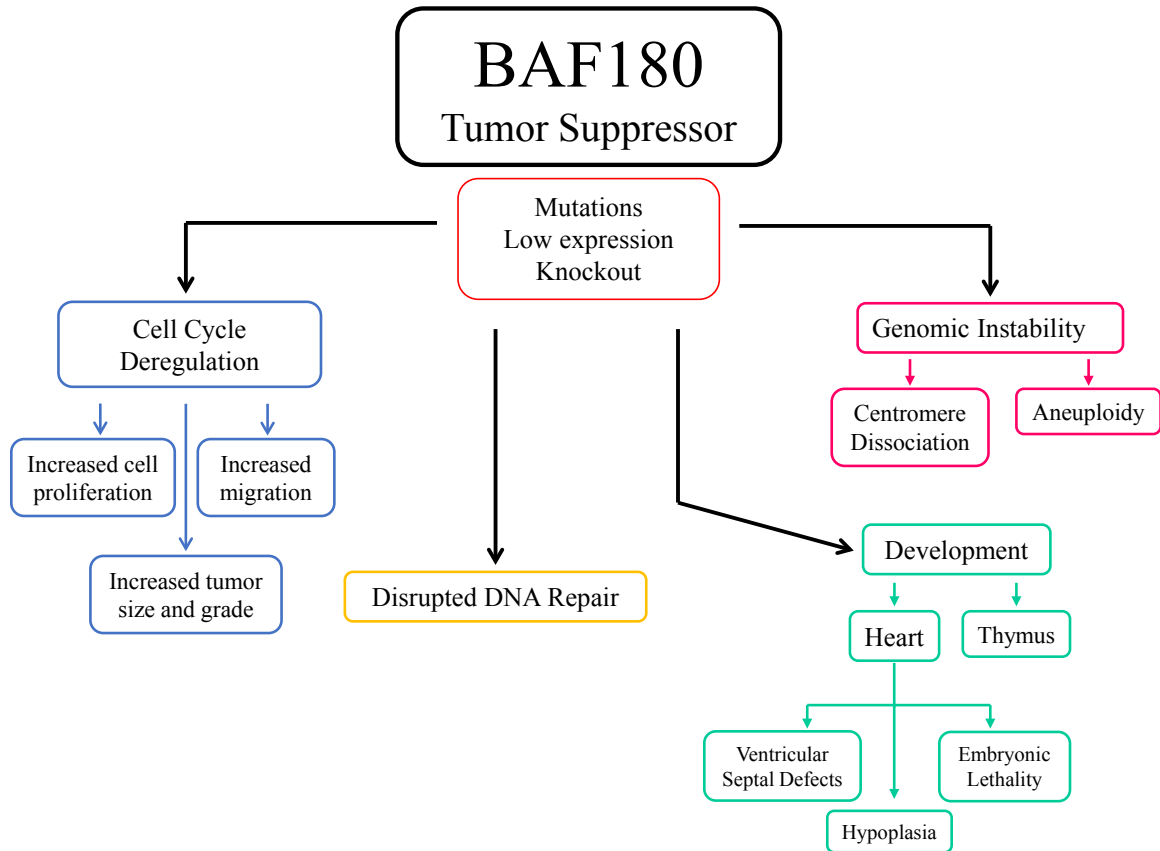 BAF180
Tumor Suppressor
Mutations
Low expression
Knockout
Cell Cycle
Deregulation
Increased cell
proliferation
Increased
migration
Increased tumor
size and grade
Disrupted DNA Repair
Genomic Instability
Centromere
Dissociation
Aneuploidy
Development
Heart
Thymus
Ventricular
Septal Defects
Embryonic
Lethality
Hypoplasia